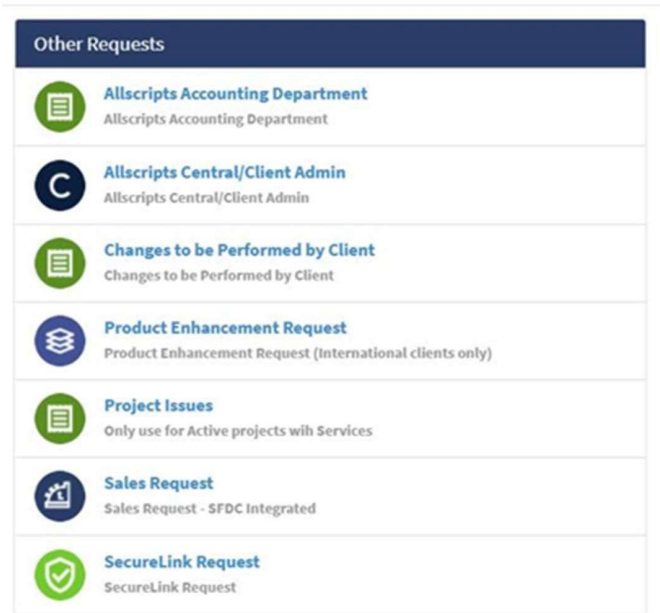 Other Requests
Allscripts Accounting Department
Allscripts Accounting Department
C
Allscripts Central/Client Admin
Allscripts Central/Client Admin
Changes to be Performed by Client
Changes to be Performed by Client
Product Enhancement Request
Product Enhancement Request (International clients only)
Project Issues
Only use for Active projects wih Services
Sales Request
Sales Request - SFDC Integrated
SecureLink Request
SecureLink Request